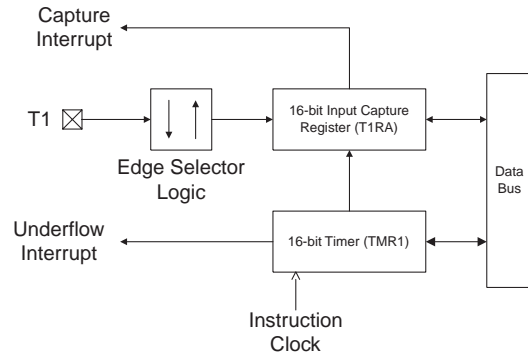 Capture
Interrupt
T1
16-bit Input Capture
Register (T1RA)
Edge Selector
Logic
Data
Bus
Underflow
Interrupt
16-bit Timer (TMR1)
Instruction
Clock